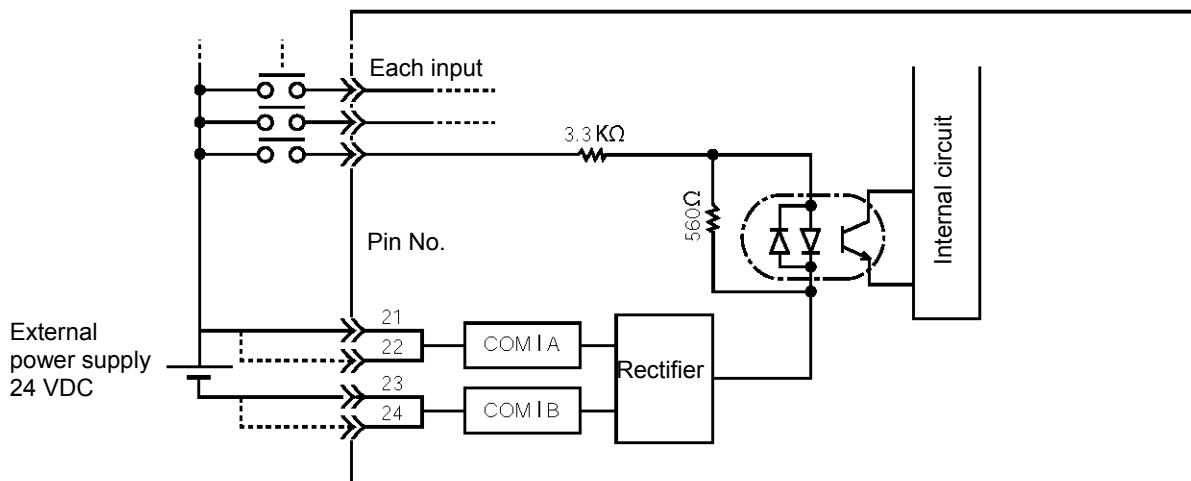 Each input
3.3 KΩ
560Ω
Internal circuit
Pin No.
External
power supply
24 VDC
21
22
COM I A
Rectifier
23
24
COM I B